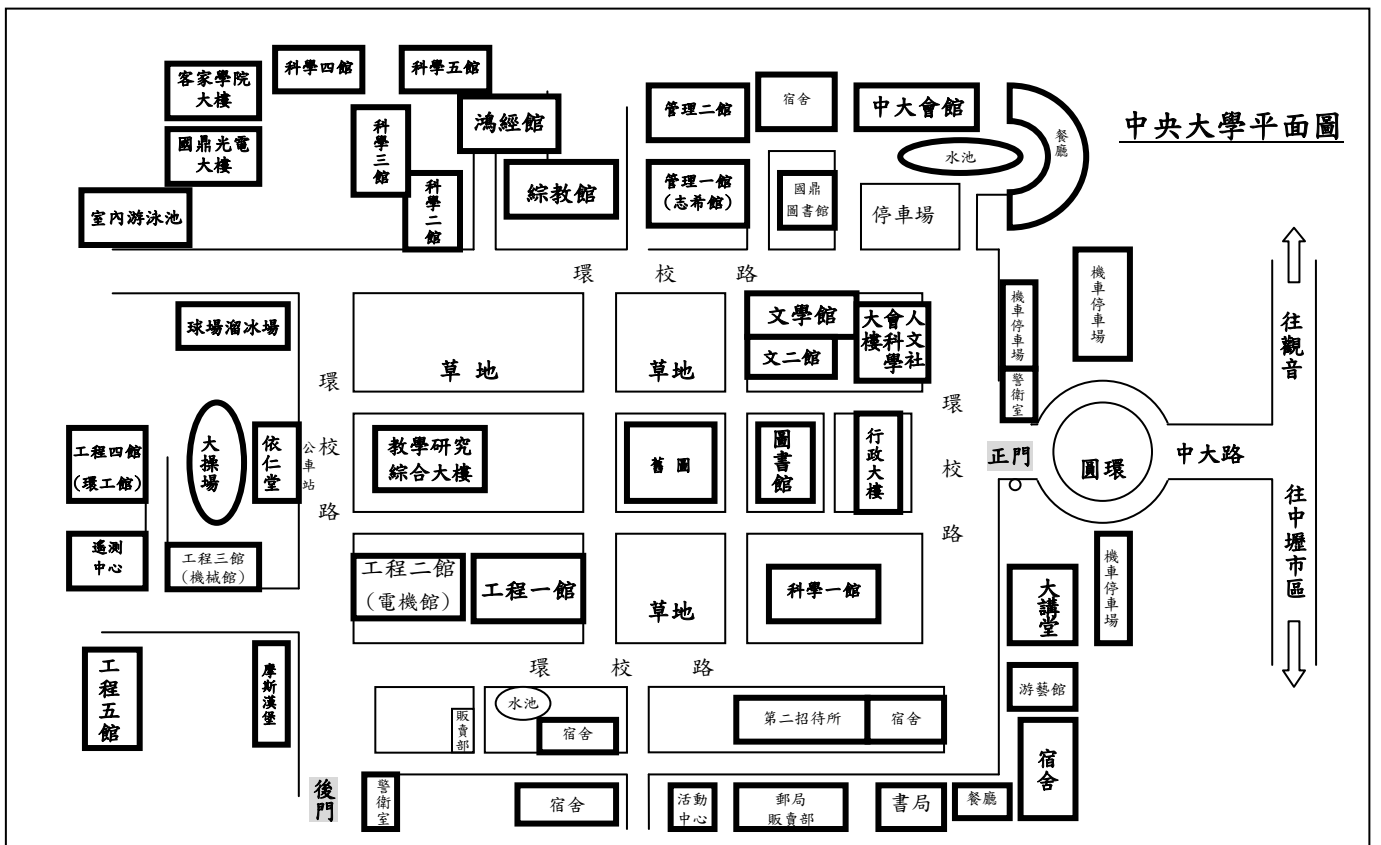 中央大學平面圖
科學四館
科學五館
客家學院
大樓
鴻經館
管理二館
宿舍
中大會館
餐廳
水池
國鼎光電
大樓
科學三館
科學二館
綜教館
管理一館
(志希館)
國鼎
圖書館
停車場
室內游泳池
環校路
機車停車場
機車停車場
往觀音
球場溜冰場
草地
草地
文學館
文二館
人文社
會科學
大樓
警衛室
環校路
環校路
工程四館
(環工館)
大操場
依仁堂
公車站
教學研究
綜合大樓
舊圖
圖書館
行政大樓
正門
圓環
中大路
往中壢市區
遙測
中心
工程三館
(機械館)
工程二館
(電機館)
工程一館
草地
科學一館
大講堂
機車停車場
環校路
工程五館
摩斯漢堡
販賣部
水池
宿舍
第二招待所
宿舍
游藝館
宿舍
後門
警衛室
宿舍
活動
中心
郵局
販賣部
書局
餐廳